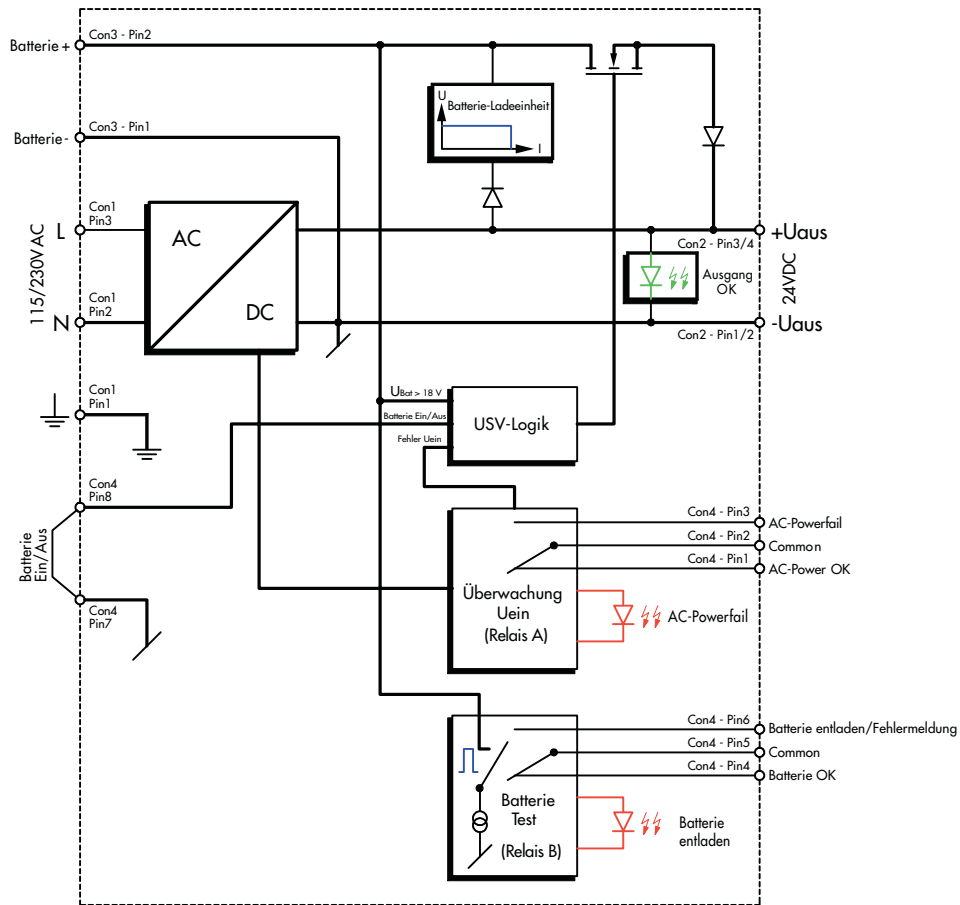 Con3 - Pin2
Batterie +
U
Batterie-Ladeeinheit
I
Con3 - Pin1
Batterie -
Con1
Pin3
L
AC
DC
115/230V AC
Con1
Pin2
N
+Uaus
Con2 - Pin3/4
Ausgang
OK
24VDC
-Uaus
Con2 - Pin1/2
Con1
Pin1
UBat > 18 V
Batterie Ein/Aus
Fehler Uein
USV-Logik
Con4
Pin8
Batterie
Ein/Aus
Con4
Pin7
Con4 - Pin3
AC-Powerfail
Con4 - Pin2
Common
Con4 - Pin1
AC-Power OK
Überwachung
Uein
(Relais A)
AC-Powerfail
Con4 - Pin6
Batterie entladen/Fehlermeldung
Con4 - Pin5
Common
Con4 - Pin4
Batterie OK
Batterie
Test
(Relais B)
Batterie
entladen